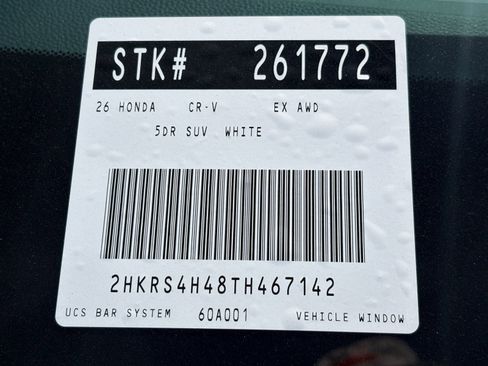 STK# 261772
26 HONDA CR-V EX AWD
5DR SUV WHITE
2HKRS4H48TH467142
UCS BAR SYSTEM 60A001 VEHICLE WINDOW